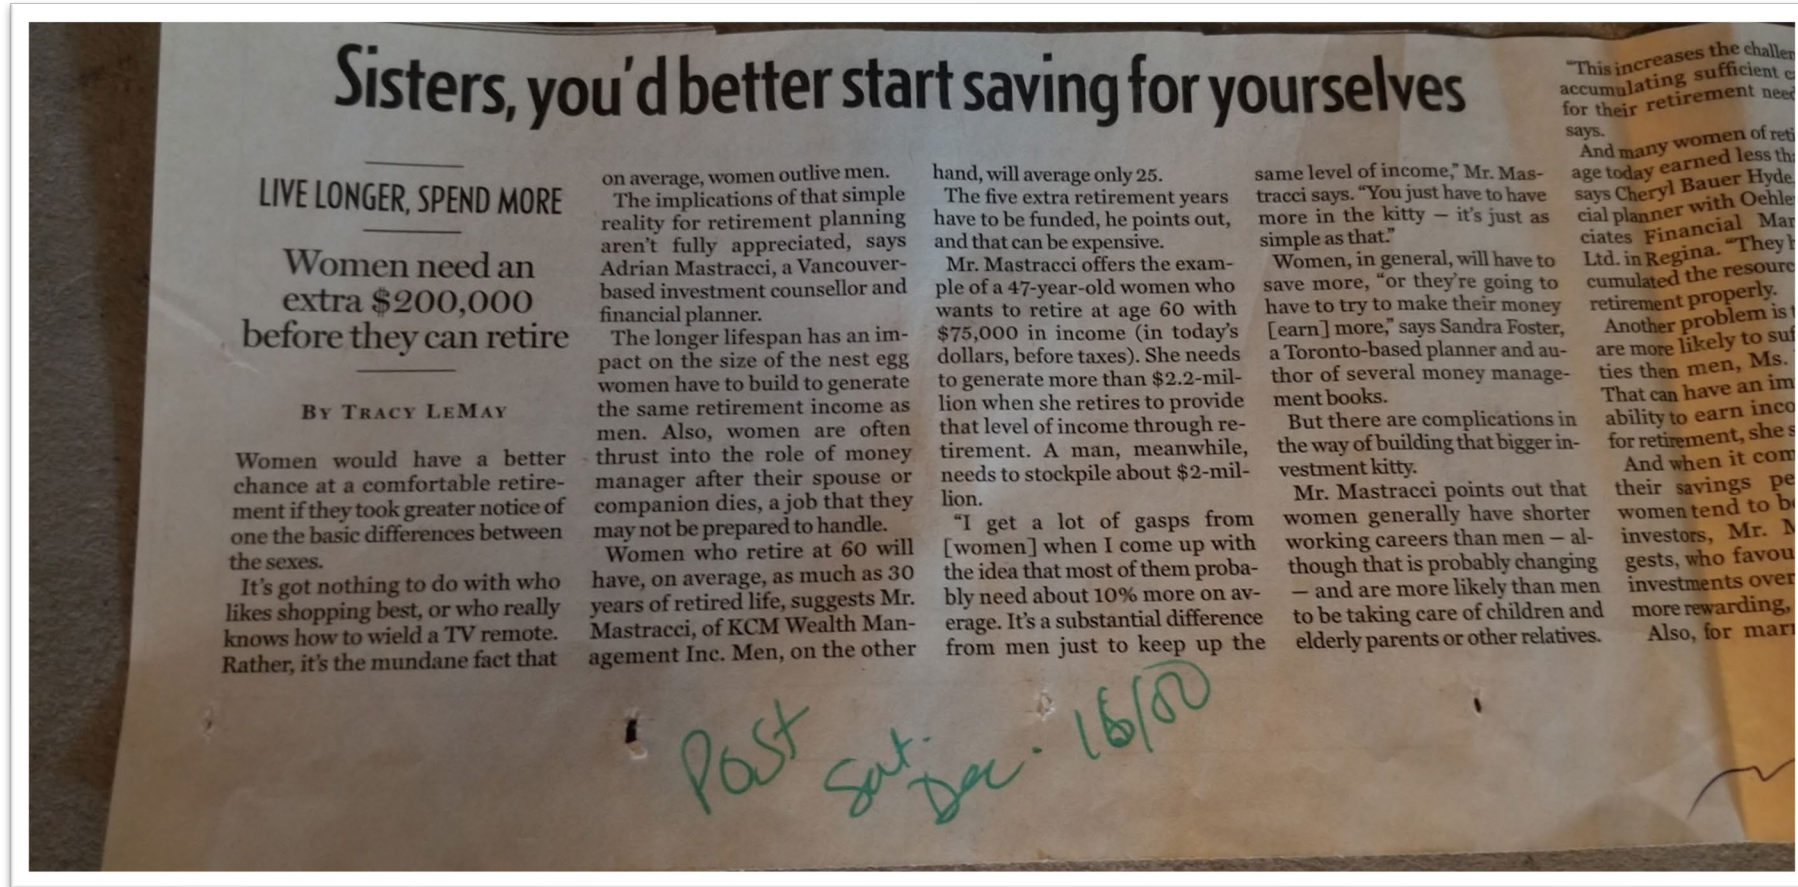 Sisters, you'd better start saving for yourselves
LIVE LONGER, SPEND MORE
Women need an
extra $200,000
before they can retire
BY TRACY LEMAY
Women would have a better
chance at a comfortable retire-
ment if they took greater notice of
one the basic differences between
the sexes.
It's got nothing to do with who
likes shopping best, or who really
knows how to wield a TV remote.
Rather, it's the mundane fact that
on average, women outlive men.
The implications of that simple
reality for retirement planning
aren't fully appreciated, says
Adrian Mastracci, a Vancouver-
based investment counsellor and
financial planner.
The longer lifespan has an im-
pact on the size of the nest egg
women have to build to generate
the same retirement income as
men. Also, women are often
thrust into the role of money
manager after their spouse or
companion dies, a job that they
may not be prepared to handle.
Women who retire at 60 will
have, on average, as much as 30
years of retired life, suggests Mr.
Mastracci, of KCM Wealth Man-
agement Inc. Men, on the other
hand, will average only 25.
The five extra retirement years
have to be funded, he points out,
and that can be expensive.
Mr. Mastracci offers the exam-
ple of a 47-year-old women who
wants to retire at age 60 with
$75,000 in income (in today's
dollars, before taxes). She needs
to generate more than $2.2-mil-
lion when she retires to provide
that level of income through re-
tirement. A man, meanwhile,
needs to stockpile about $2-mil-
lion.
"I get a lot of gasps from
[women] when I come up with
the idea that most of them proba-
bly need about 10% more on av-
erage. It's a substantial difference
from men just to keep up the
same level of income," Mr. Mas-
tracci says. "You just have to have
more in the kitty — it's just as
simple as that."
Women, in general, will have to
save more, "or they're going to
have to try to make their money
[earn] more," says Sandra Foster,
a Toronto-based planner and au-
thor of several money manage-
ment books.
But there are complications in
the way of building that bigger in-
vestment kitty.
Mr. Mastracci points out that
women generally have shorter
working careers than men — al-
though that is probably changing
— and are more likely than men
to be taking care of children and
elderly parents or other relatives.
"This increases the
accumulating sufficient
for their retirement
says.
And many women of
age today earned less
says Cheryl Bauer Hyde
cial planner with
ciates Financial
Ltd. in Regina. "They
cumulated the
retirement properly.
Another problem is
are more likely to
ties then men, Ms.
That can have an
ability to earn
for retirement, she
And when it
their savings
women tend to
investors, Mr.
gests, who
investments over
more rewarding,
Also, for
Post
Sat.
Dec. 16/00